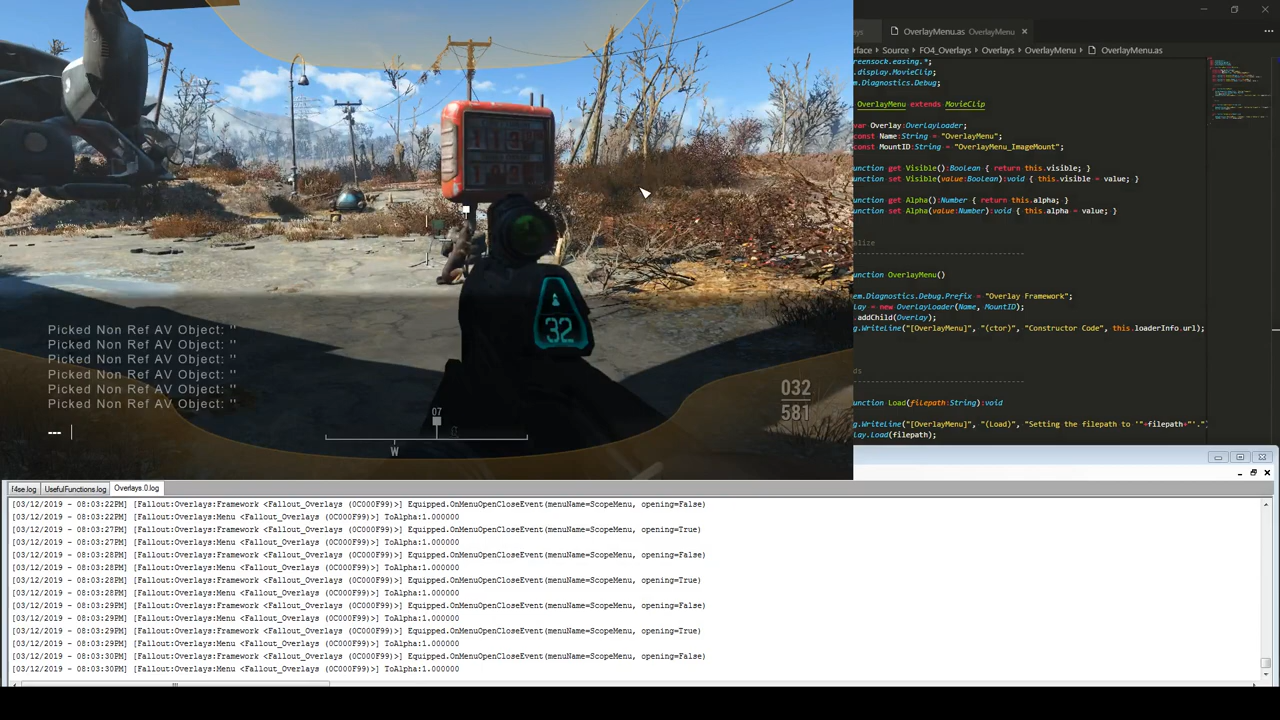 Picked Non Ref AV Object: ''
Picked Non Ref AV Object: ''
Picked Non Ref AV Object: ''
Picked Non Ref AV Object: ''
Picked Non Ref AV Object: ''
Picked Non Ref AV Object: ''
---
32
032
581
07
W
OverlayMenu.as OverlayMenu
rface > Source > FO4_Overlays > Overlays > OverlayMenu > OverlayMenu.as
reensock.easing.*;
.display.MovieClip;
m.Diagnostics.Debug;
OverlayMenu extends MovieClip
var Overlay:OverlayLoader;
const Name:String = "OverlayMenu";
const MountID:String = "OverlayMenu_ImageMount";
unction get Visible():Boolean { return this.visible; }
unction set Visible(value:Boolean):void { this.visible = value; }
unction get Alpha():Number { return this.alpha; }
unction set Alpha(value:Number):void { this.alpha = value; }
alize
---------------------------------------------
unction OverlayMenu()
em.Diagnostics.Debug.Prefix = "Overlay Framework";
lay = new OverlayLoader(Name, MountID);
.addChild(Overlay);
g.WriteLine("[OverlayMenu]", "(ctor)", "Constructor Code", this.loaderInfo.url);
ds
---------------------------------------------
unction Load(filepath:String):void
g.WriteLine("[OverlayMenu]", "(Load)", "Setting the filepath to '"+filepath+"'.")
lay.Load(filepath);
f4se.log UsefulFunctions.log Overlays.0.log
[03/12/2019 - 08:03:22PM] [Fallout:Overlays:Framework <Fallout_Overlays (0C000F99)>] Equipped.OnMenuOpenCloseEvent(menuName=ScopeMenu, opening=False)
[03/12/2019 - 08:03:22PM] [Fallout:Overlays:Menu <Fallout_Overlays (0C000F99)>] ToAlpha:1.000000
[03/12/2019 - 08:03:27PM] [Fallout:Overlays:Framework <Fallout_Overlays (0C000F99)>] Equipped.OnMenuOpenCloseEvent(menuName=ScopeMenu, opening=True)
[03/12/2019 - 08:03:27PM] [Fallout:Overlays:Menu <Fallout_Overlays (0C000F99)>] ToAlpha:1.000000
[03/12/2019 - 08:03:28PM] [Fallout:Overlays:Framework <Fallout_Overlays (0C000F99)>] Equipped.OnMenuOpenCloseEvent(menuName=ScopeMenu, opening=False)
[03/12/2019 - 08:03:28PM] [Fallout:Overlays:Menu <Fallout_Overlays (0C000F99)>] ToAlpha:1.000000
[03/12/2019 - 08:03:28PM] [Fallout:Overlays:Framework <Fallout_Overlays (0C000F99)>] Equipped.OnMenuOpenCloseEvent(menuName=ScopeMenu, opening=True)
[03/12/2019 - 08:03:28PM] [Fallout:Overlays:Menu <Fallout_Overlays (0C000F99)>] ToAlpha:1.000000
[03/12/2019 - 08:03:29PM] [Fallout:Overlays:Framework <Fallout_Overlays (0C000F99)>] Equipped.OnMenuOpenCloseEvent(menuName=ScopeMenu, opening=False)
[03/12/2019 - 08:03:29PM] [Fallout:Overlays:Menu <Fallout_Overlays (0C000F99)>] ToAlpha:1.000000
[03/12/2019 - 08:03:29PM] [Fallout:Overlays:Framework <Fallout_Overlays (0C000F99)>] Equipped.OnMenuOpenCloseEvent(menuName=ScopeMenu, opening=True)
[03/12/2019 - 08:03:29PM] [Fallout:Overlays:Menu <Fallout_Overlays (0C000F99)>] ToAlpha:1.000000
[03/12/2019 - 08:03:30PM] [Fallout:Overlays:Framework <Fallout_Overlays (0C000F99)>] Equipped.OnMenuOpenCloseEvent(menuName=ScopeMenu, opening=False)
[03/12/2019 - 08:03:30PM] [Fallout:Overlays:Menu <Fallout_Overlays (0C000F99)>] ToAlpha:1.000000